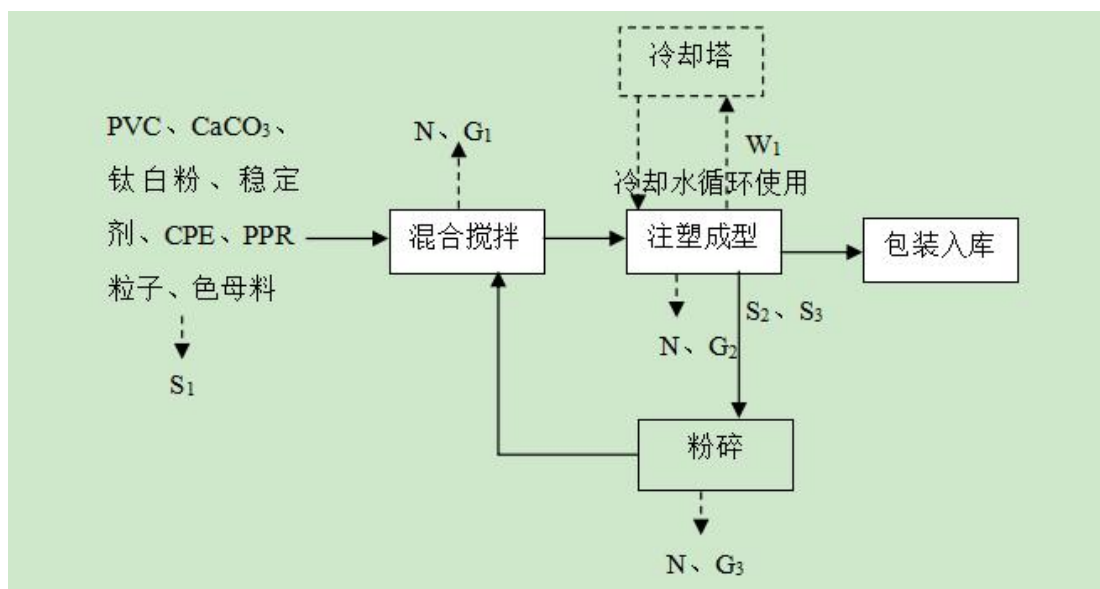 冷却塔
PVC、CaCO₃、
钛白粉、稳定
剂、CPE、PPR
粒子、色母料
N、G₁
W₁
冷却水循环使用
混合搅拌
注塑成型
包装入库
S₁
N、G₂
S₂、S₃
粉碎
N、G₃